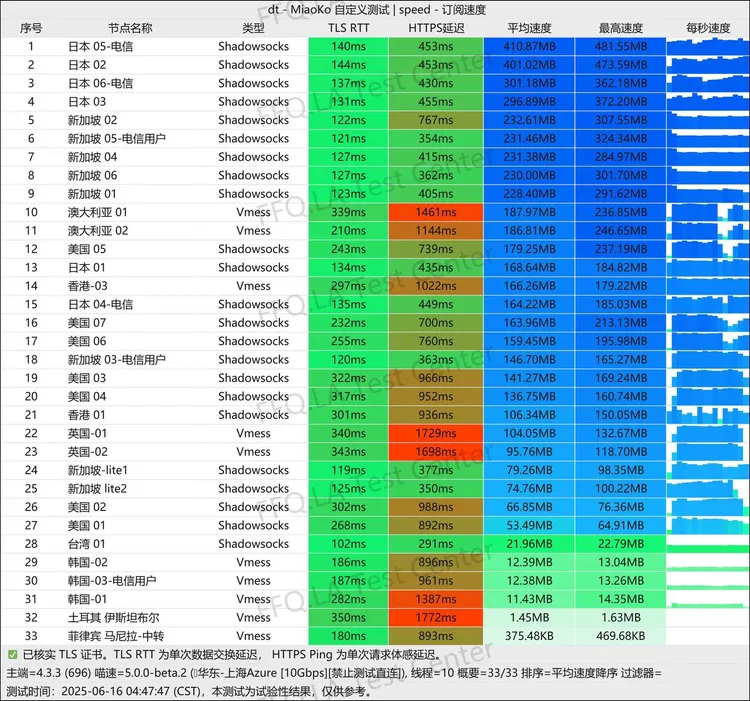 dt - MiaoKo 自定义测试 | speed - 订阅速度
序号 节点名称 类型 TLS RTT HTTPS延迟 平均速度 最高速度 每秒速度
1 日本 05-电信 Shadowsocks 140ms 453ms 410.87MB 481.55MB
2 日本 02 Shadowsocks 144ms 453ms 401.02MB 473.59MB
3 日本 06-电信 Shadowsocks 137ms 430ms 301.18MB 362.18MB
4 日本 03 Shadowsocks 131ms 455ms 296.89MB 372.20MB
5 新加坡 02 Shadowsocks 122ms 767ms 232.61MB 307.55MB
6 新加坡 05-电信用户 Shadowsocks 121ms 354ms 231.46MB 324.34MB
7 新加坡 04 Shadowsocks 127ms 415ms 231.38MB 284.97MB
8 新加坡 06 Shadowsocks 127ms 362ms 230.00MB 301.70MB
9 新加坡 01 Shadowsocks 123ms 405ms 228.40MB 291.62MB
10 澳大利亚 01 Vmess 339ms 1461ms 187.97MB 236.85MB
11 澳大利亚 02 Vmess 210ms 1144ms 186.81MB 246.65MB
12 美国 05 Shadowsocks 243ms 739ms 179.25MB 237.19MB
13 日本 01 Shadowsocks 134ms 435ms 168.64MB 184.82MB
14 香港-03 Vmess 297ms 1022ms 166.26MB 179.22MB
15 日本 04-电信 Shadowsocks 135ms 449ms 164.22MB 185.03MB
16 美国 07 Shadowsocks 232ms 700ms 163.96MB 213.13MB
17 美国 06 Shadowsocks 255ms 760ms 159.45MB 195.98MB
18 新加坡 03-电信用户 Shadowsocks 120ms 363ms 146.70MB 165.27MB
19 美国 03 Shadowsocks 322ms 966ms 141.27MB 169.24MB
20 美国 04 Shadowsocks 317ms 952ms 136.75MB 160.74MB
21 香港 01 Shadowsocks 301ms 936ms 106.34MB 150.05MB
22 英国-01 Vmess 340ms 1729ms 104.05MB 132.67MB
23 英国-02 Vmess 343ms 1698ms 95.76MB 118.70MB
24 新加坡-lite1 Shadowsocks 119ms 377ms 79.26MB 98.35MB
25 新加坡 lite2 Shadowsocks 125ms 350ms 74.76MB 100.22MB
26 美国 02 Shadowsocks 302ms 988ms 66.85MB 76.36MB
27 美国 01 Shadowsocks 268ms 892ms 53.49MB 64.91MB
28 台湾 01 Shadowsocks 102ms 291ms 21.96MB 22.79MB
29 韩国-02 Vmess 186ms 896ms 12.39MB 13.04MB
30 韩国-03-电信用户 Vmess 187ms 961ms 12.38MB 13.26MB
31 韩国-01 Vmess 282ms 1387ms 11.43MB 14.35MB
32 土耳其 伊斯坦布尔 Vmess 350ms 1772ms 1.45MB 1.63MB
33 菲律宾 马尼拉-中转 Vmess 180ms 893ms 375.48KB 469.68KB
✅ 已核实 TLS 证书。TLS RTT 为单次数据交换延迟， HTTPS Ping 为单次请求体感延迟。
主端=4.3.3 (696) 喵速=5.0.0-beta.2 (华东-上海Azure [10Gbps][禁止测试直连]), 线程=10 概要=33/33 排序=平均速度降序 过滤器=
测试时间：2025-06-16 04:47:47 (CST)，本测试为试验性结果，仅供参考。
FFQ.LA Test Center